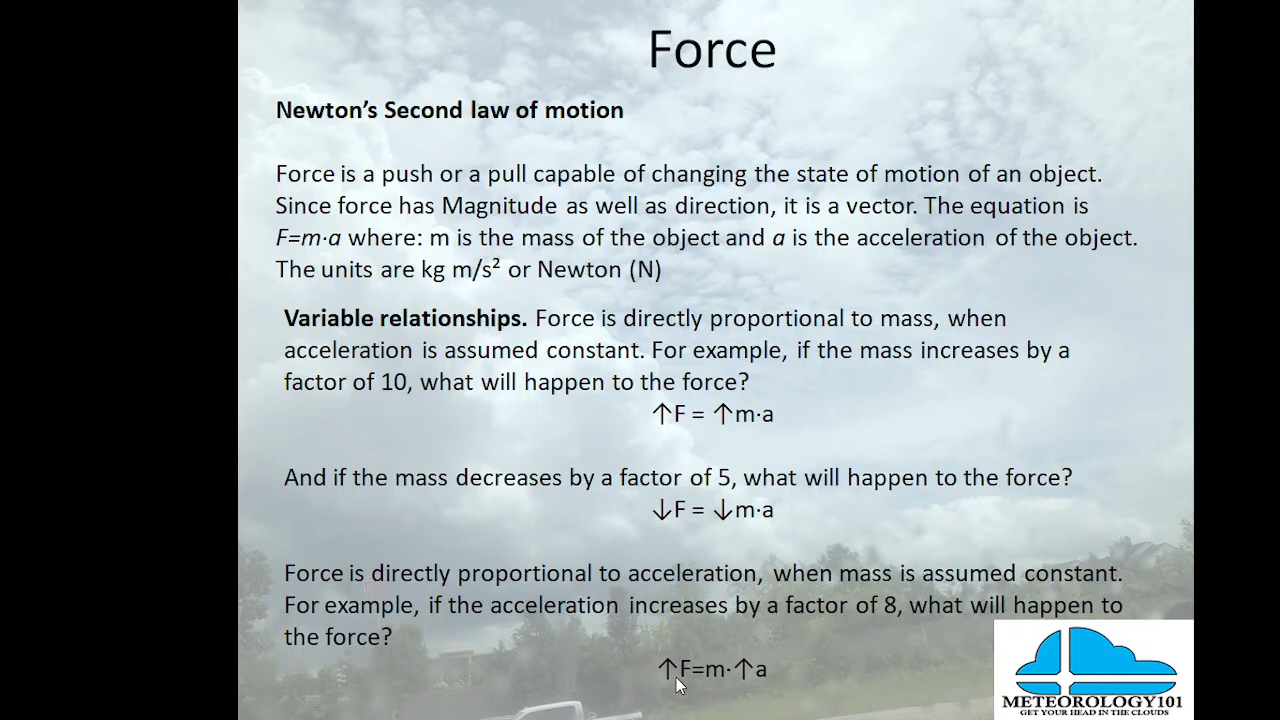 Force
Newton’s Second law of motion
Force is a push or a pull capable of changing the state of motion of an object.
Since force has Magnitude as well as direction, it is a vector. The equation is
F=m·a where: m is the mass of the object and a is the acceleration of the object.
The units are kg m/s² or Newton (N)
Variable relationships. Force is directly proportional to mass, when
acceleration is assumed constant. For example, if the mass increases by a
factor of 10, what will happen to the force?
↑F = ↑m·a
And if the mass decreases by a factor of 5, what will happen to the force?
↓F = ↓m·a
Force is directly proportional to acceleration, when mass is assumed constant.
For example, if the acceleration increases by a factor of 8, what will happen to
the force?
↑F=m·↑a
METEOROLOGY101
GET YOUR HEAD IN THE CLOUDS